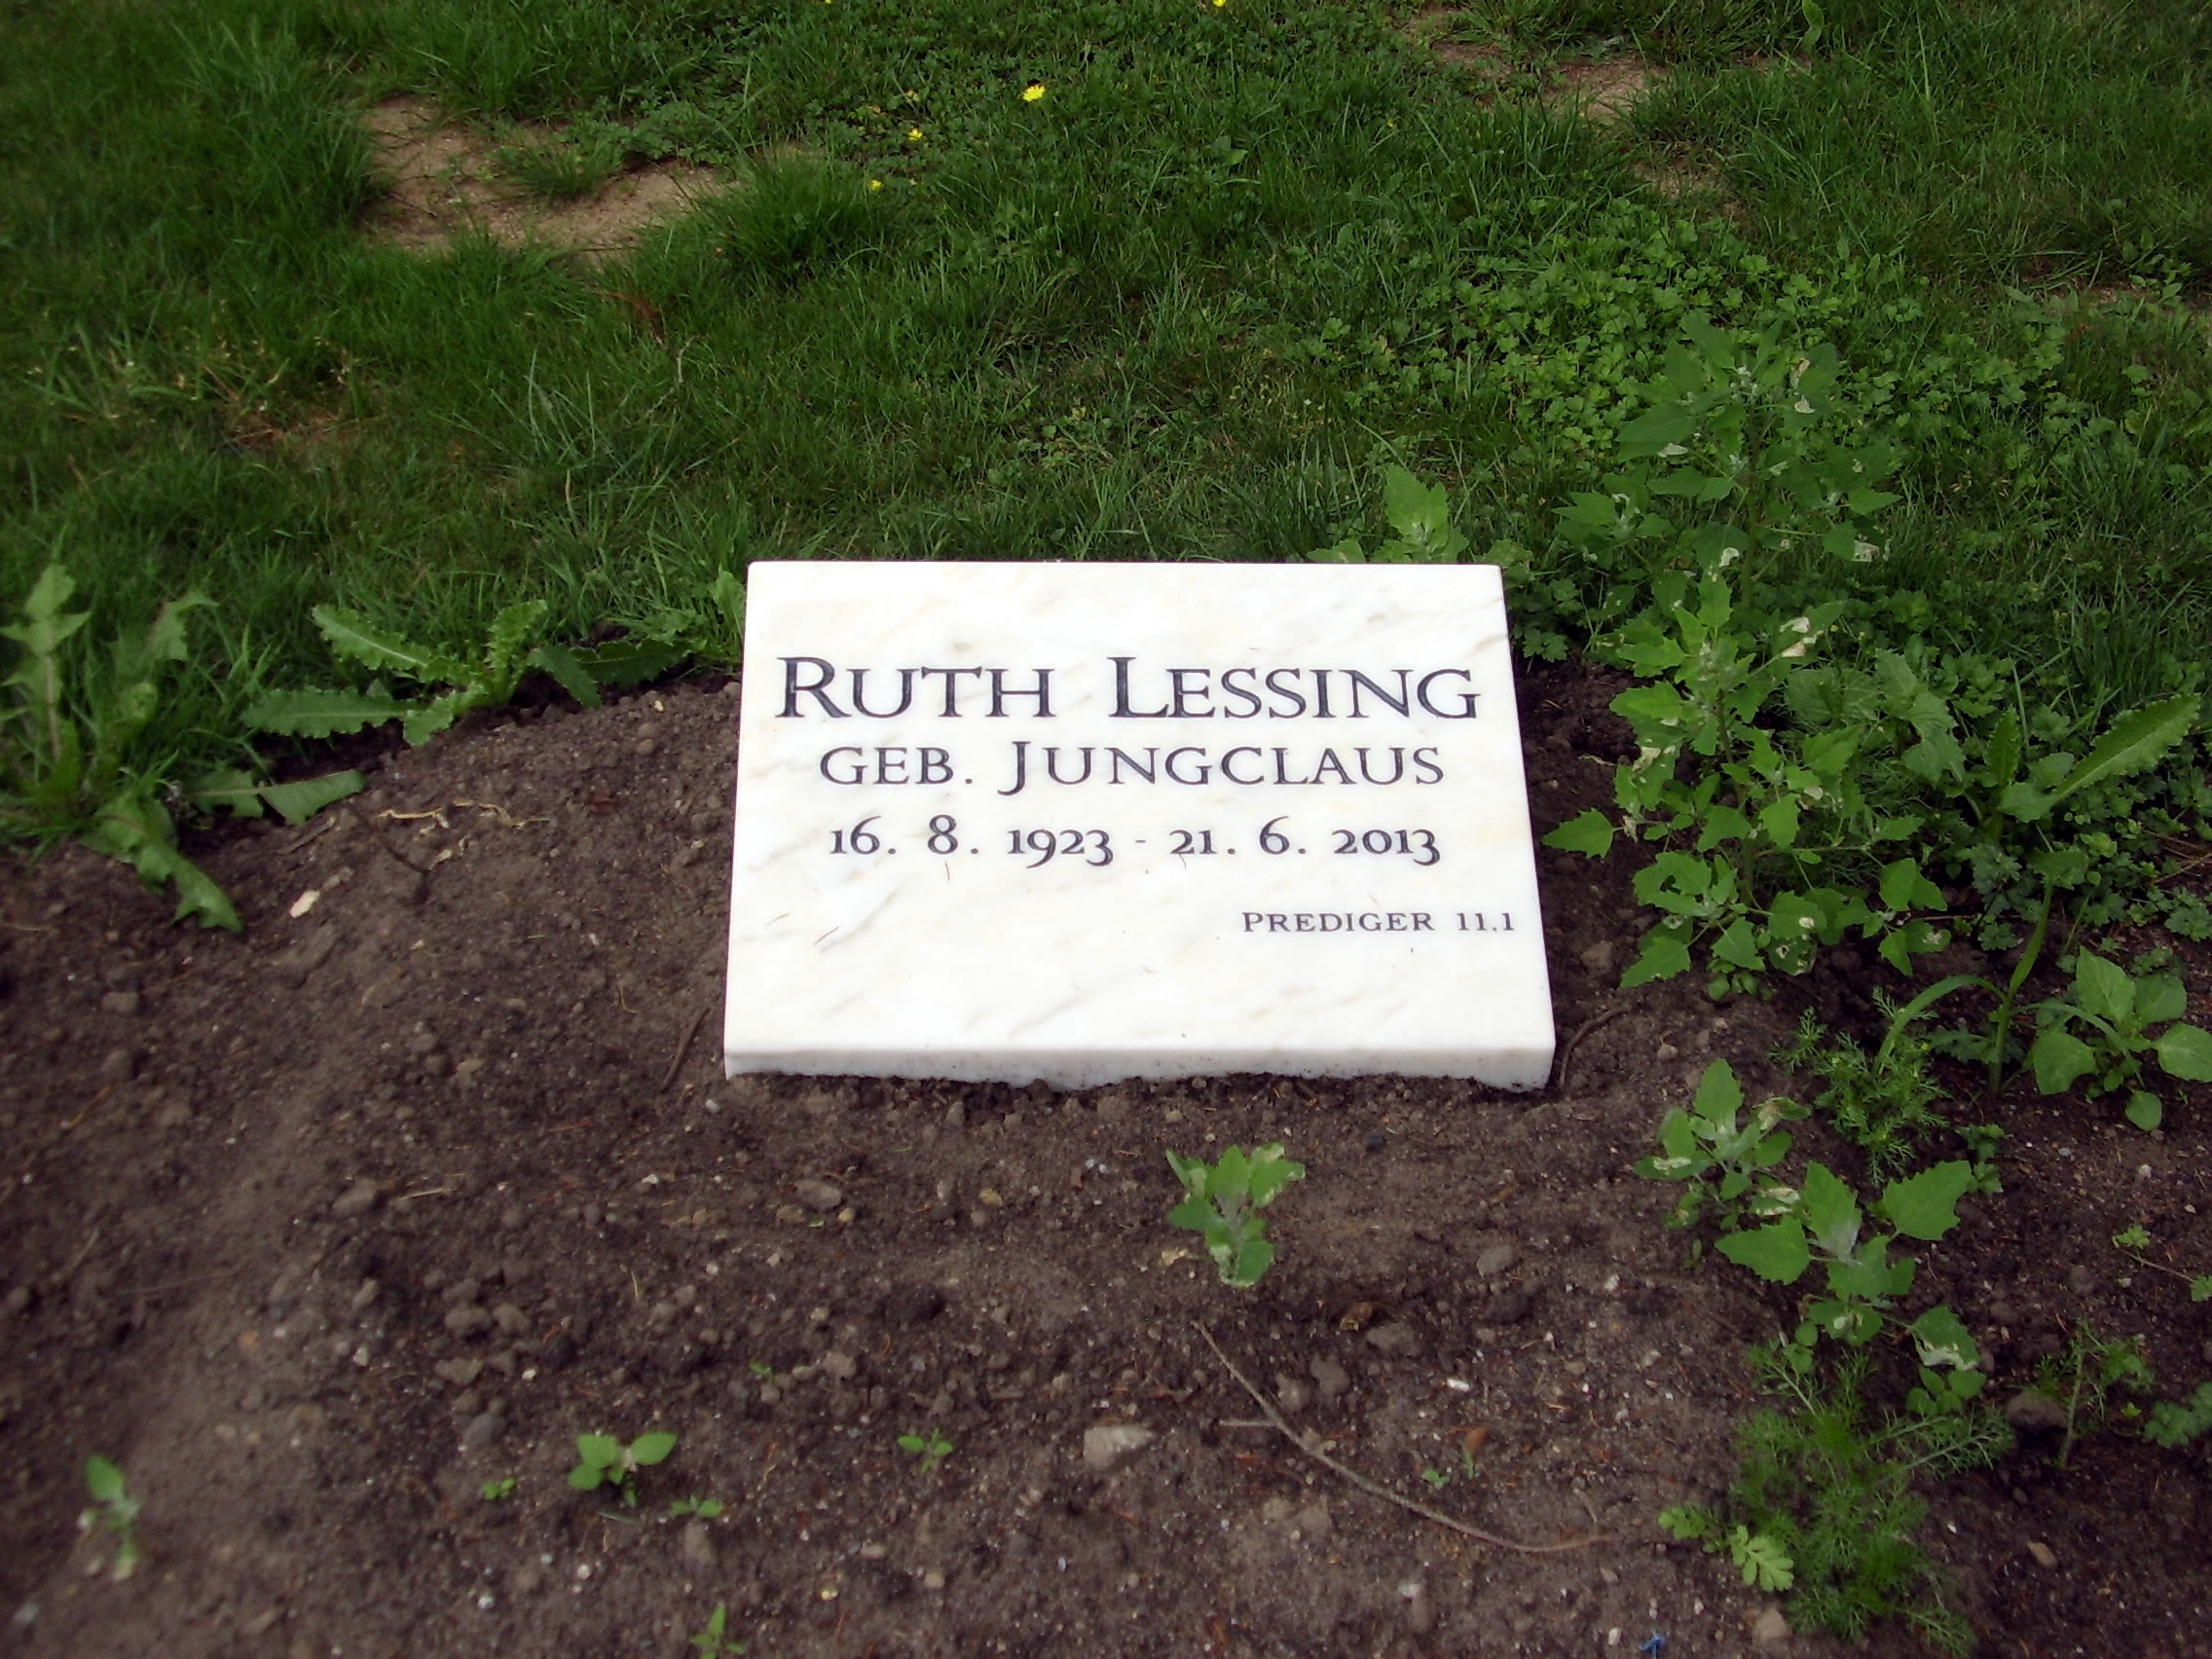 RUTH LESSING
GEB. JUNGCLAUS
16. 8. 1923 - 21. 6. 2013
PREDIGER 11,1